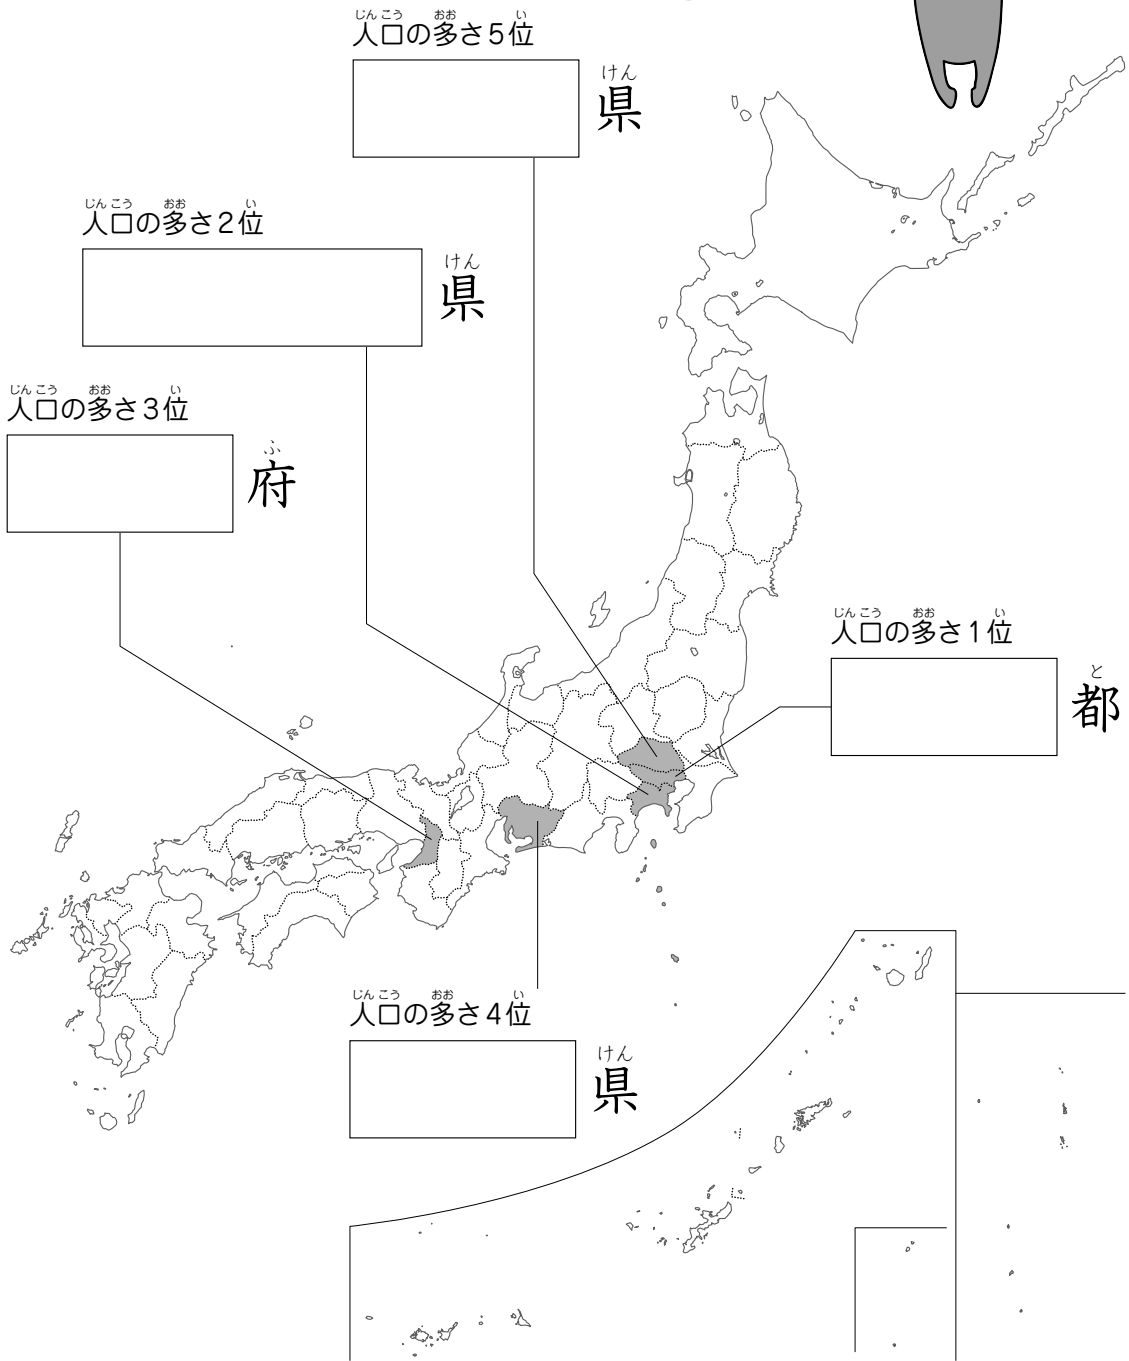 じんこう おお い
人口の多さ5位
けん
県
じんこう おお い
人口の多さ2位
けん
県
じんこう おお い
人口の多さ3位
ふ
府
じんこう おお い
人口の多さ1位
と
都
じんこう おお い
人口の多さ4位
けん
県